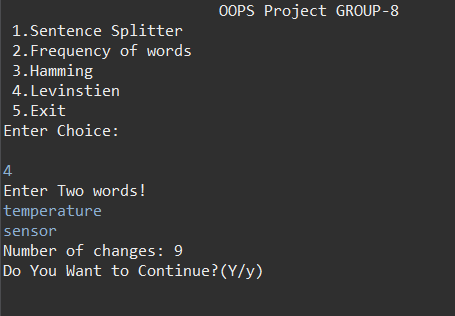 OOPS Project GROUP-8
1.Sentence Splitter
2.Frequency of words
3.Hamming
4.Levinstien
5.Exit
Enter Choice:
4
Enter Two words!
temperature
sensor
Number of changes: 9
Do You Want to Continue?(Y/y)